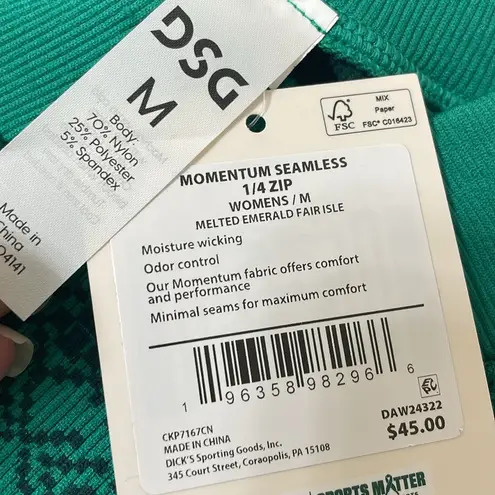 DSG
M
Body:
70% Nylon
25% Polyester
5% Spandex
Made in
China
04141
MIX
Paper
FSC
FSC® C016423
MOMENTUM SEAMLESS
1/4 ZIP
WOMENS / M
MELTED EMERALD FAIR ISLE
Moisture wicking
Odor control
Our Momentum fabric offers comfort
and performance
Minimal seams for maximum comfort
1 96358 98296 6
CKP7167CN
MADE IN CHINA
DICK'S Sporting Goods, Inc.
345 Court Street, Coraopolis, PA 15108
DAW24322
$45.00
SPORTS MATTER